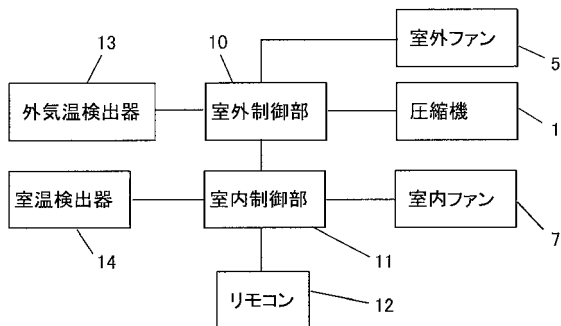 13
10
室外ファン
5
外気温検出器
室外制御部
圧縮機
1
室温検出器
室内制御部
室内ファン
14
11
7
リモコン
12